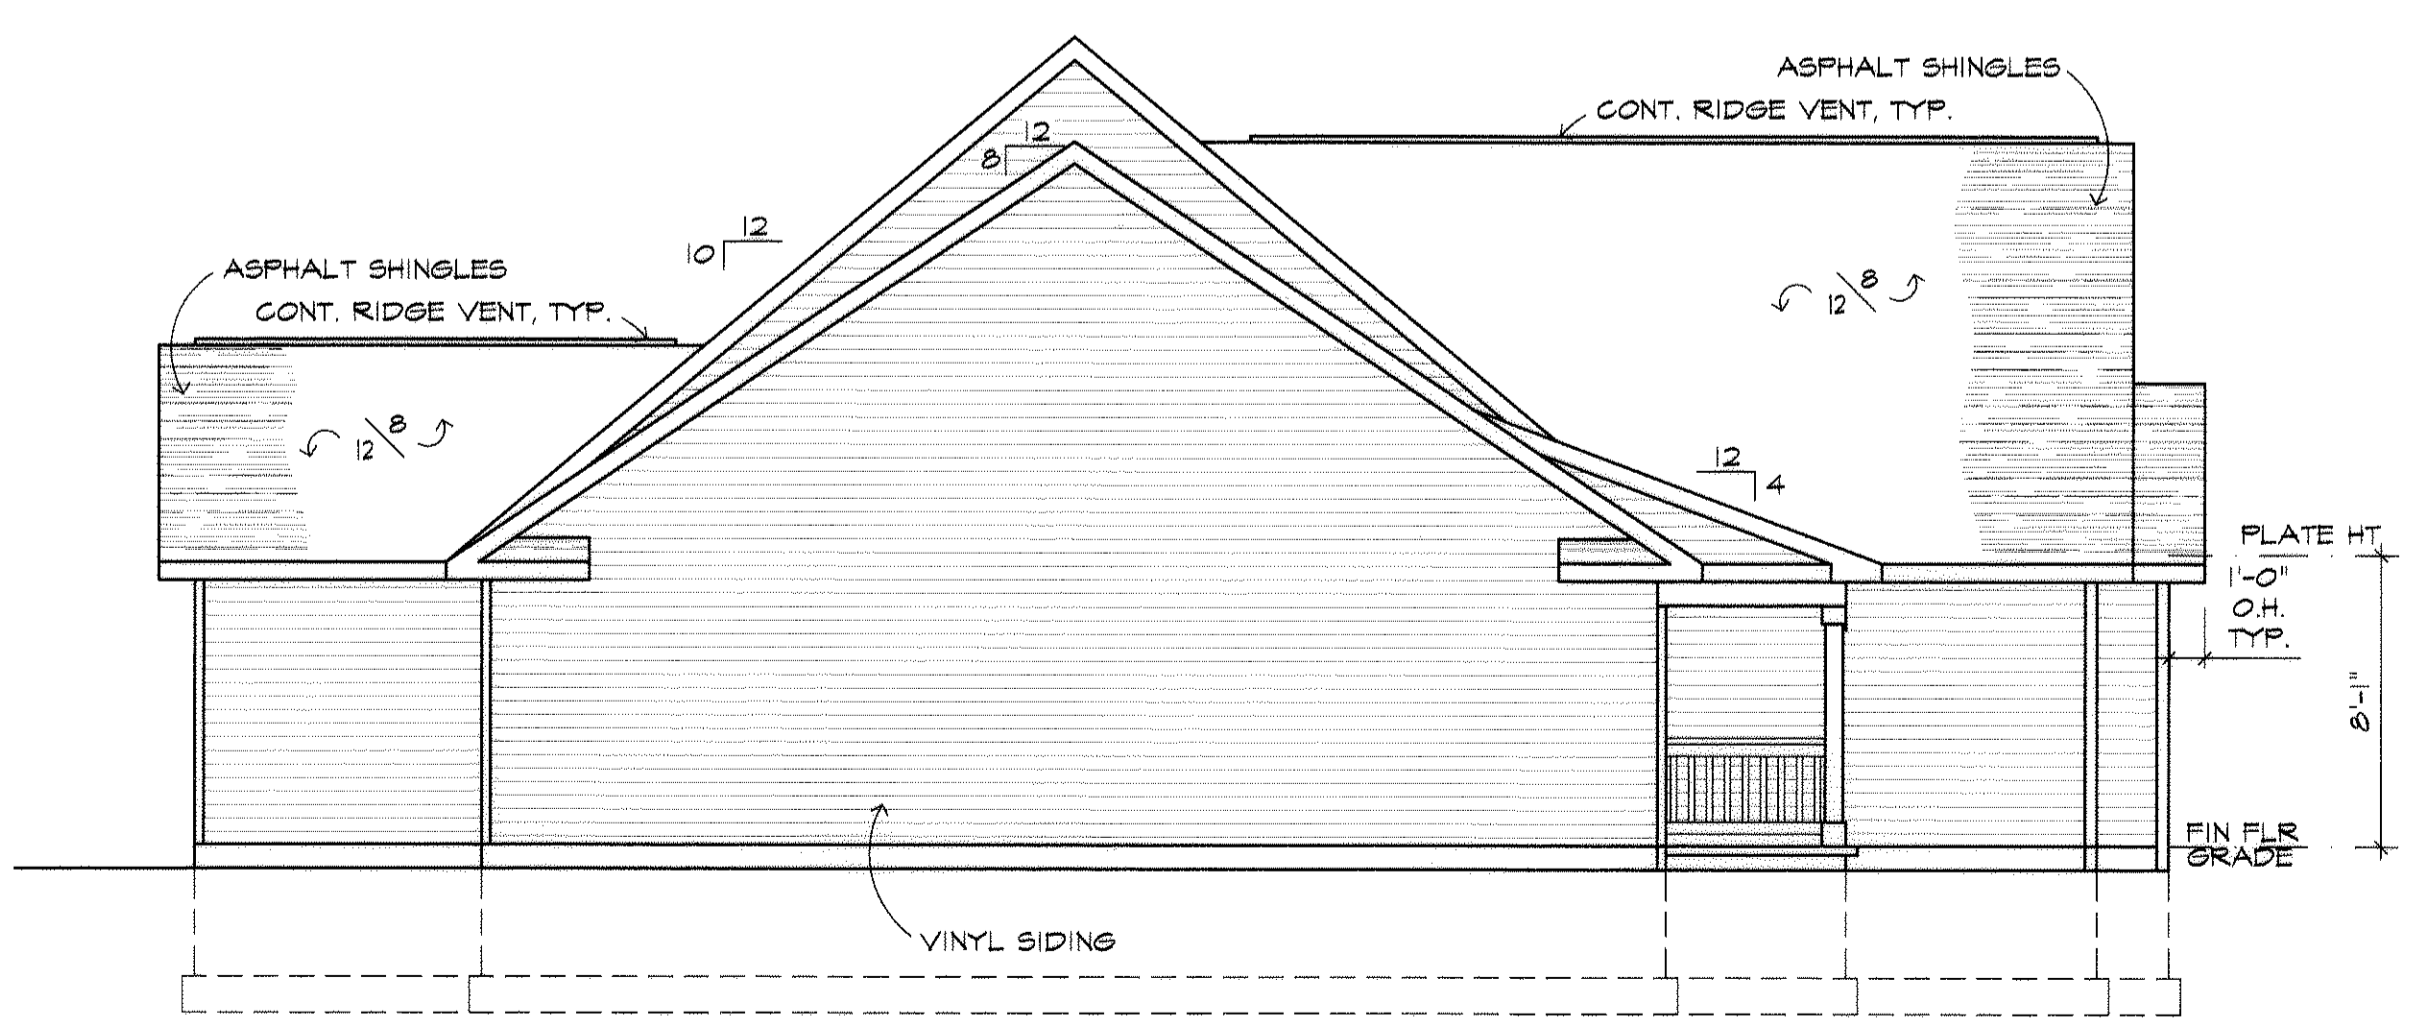 ASPHALT SHINGLES
CONT. RIDGE VENT, TYP.
12
8
12
10
ASPHALT SHINGLES
CONT. RIDGE VENT, TYP.
8
12
8
12
12
4
PLATE HT
1'-0"
O.H.
TYP.
8'-1"
FIN FLR
GRADE
VINYL SIDING